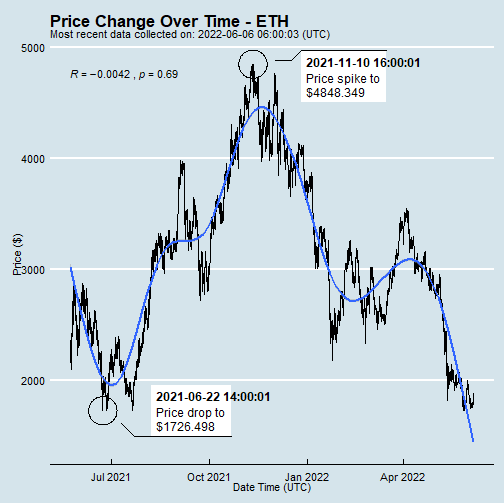 Price Change Over Time - ETH
Most recent data collected on: 2022-06-06 06:00:03 (UTC)
5000
R = −0.0042 , p = 0.69
2021-11-10 16:00:01
Price spike to
$4848.349
4000
Price ($)
3000
2000
2021-06-22 14:00:01
Price drop to
$1726.498
Jul 2021
Oct 2021
Jan 2022
Apr 2022
Date Time (UTC)